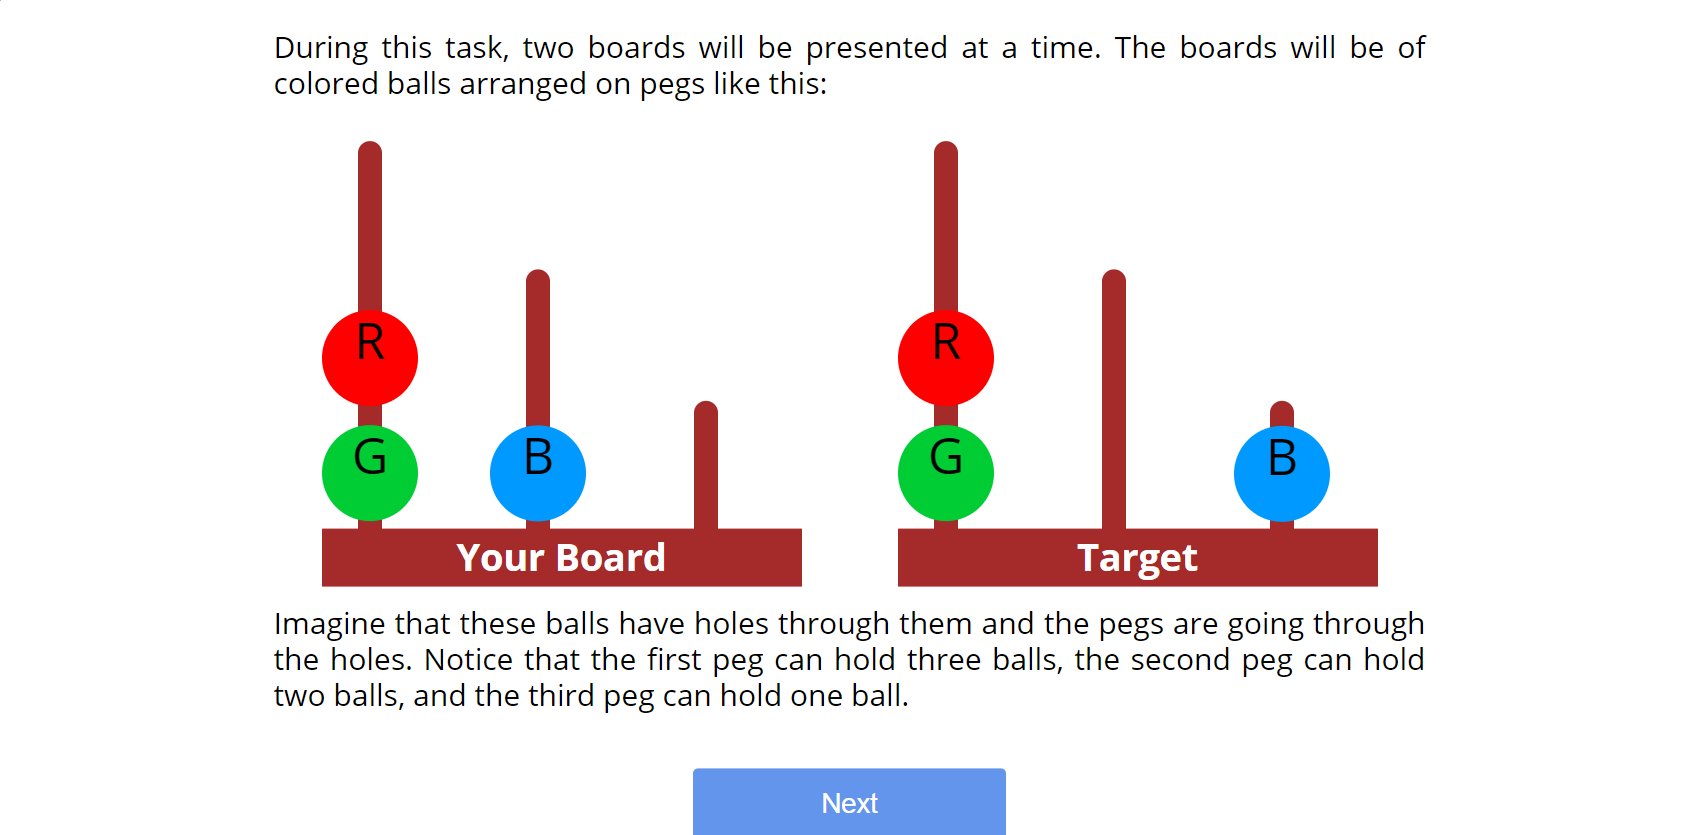 During this task, two boards will be presented at a time. The boards will be of
colored balls arranged on pegs like this:
R
G
B
Your Board
R
G
B
Target
Imagine that these balls have holes through them and the pegs are going through
the holes. Notice that the first peg can hold three balls, the second peg can hold
two balls, and the third peg can hold one ball.
Next